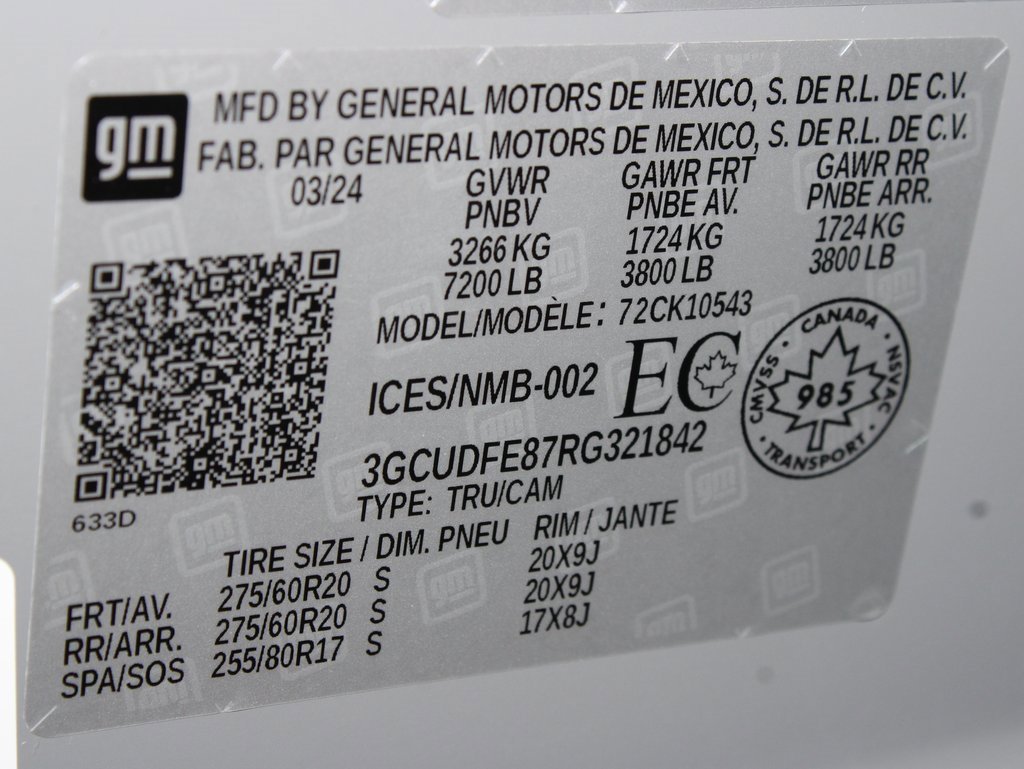 gm
MFD BY GENERAL MOTORS DE MEXICO, S. DE R.L. DE C.V.
FAB. PAR GENERAL MOTORS DE MEXICO, S. DE R.L. DE C.V.
03/24 GVWR GAWR FRT GAWR RR
PNBV PNBE AV. PNBE ARR.
3266 KG 1724 KG 1724 KG
7200 LB 3800 LB 3800 LB
MODEL/MODÈLE: 72CK10543
ICES/NMB-002 EC
CANADA
CMVSS · 985 · NSVAC
TRANSPORT
3GCUDFE87RG321842
TYPE: TRU/CAM
633D
TIRE SIZE / DIM. PNEU RIM / JANTE
FRT/AV. 275/60R20 S 20X9J
RR/ARR. 275/60R20 S 20X9J
SPA/SOS 255/80R17 S 17X8J